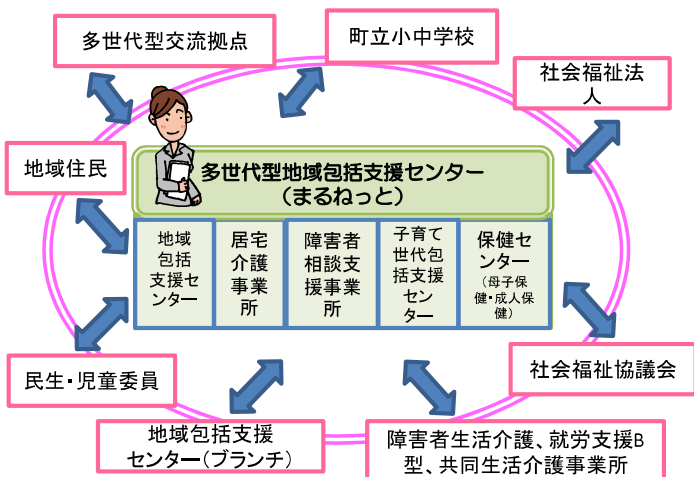 多世代型交流拠点
町立小中学校
社会福祉法
人
地域住民
多世代型地域包括支援センター
（まるねっと）
地域
包括
支援セ
ンター
居宅
介護
事業
所
障害者
相談支
援事業
所
子育て
世代包
括支援
セン
ター
保健セ
ンター
（母子保
健・成人保
健）
民生・児童委員
社会福祉協議会
地域包括支援
センター（ブランチ）
障害者生活介護、就労支援B
型、共同生活介護事業所